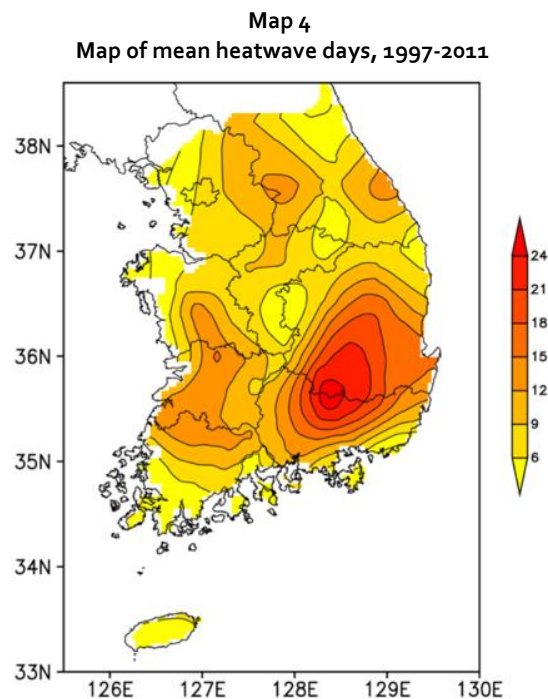 Map 4
Map of mean heatwave days, 1997-2011
38N
37N
36N
35N
34N
33N
126E 127E 128E 129E 130E
24
21
18
15
12
9
6